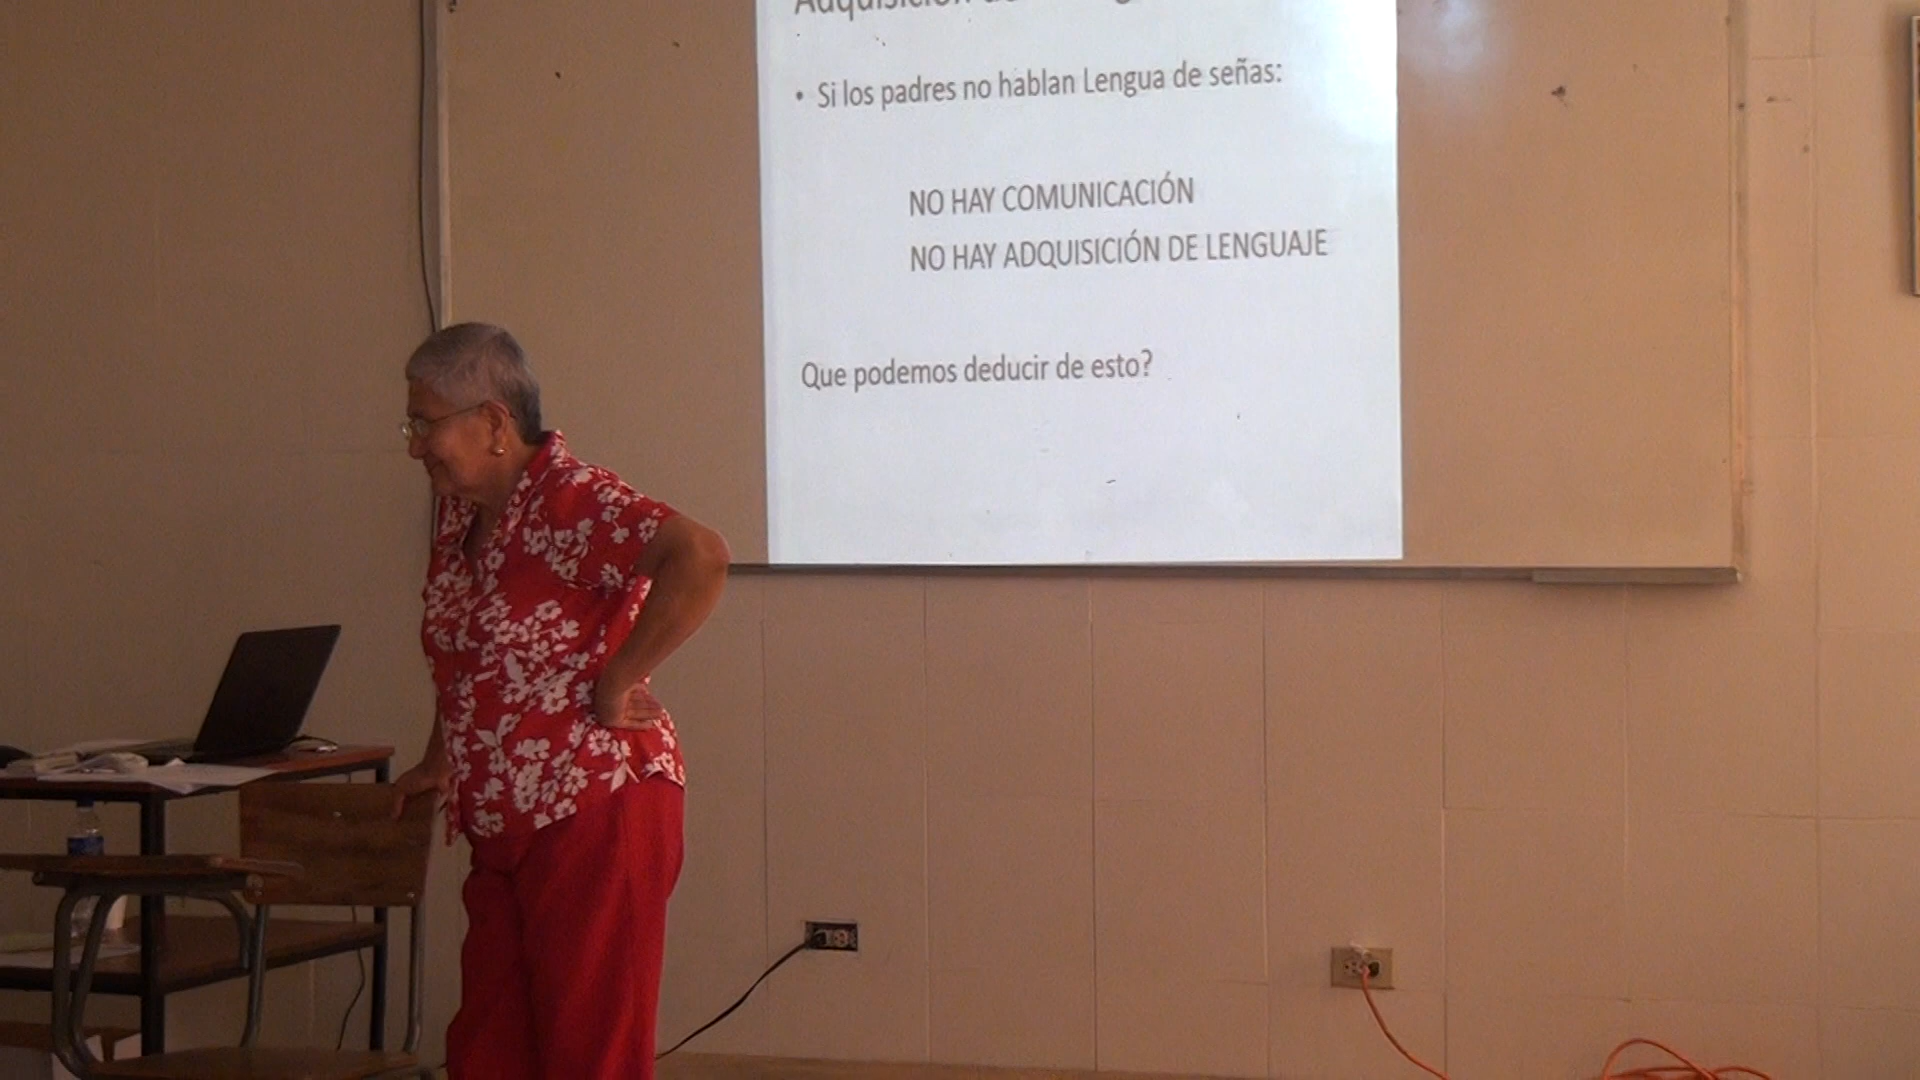 Adquisición
• Si los padres no hablan Lengua de señas:
NO HAY COMUNICACIÓN
NO HAY ADQUISICIÓN DE LENGUAJE
Que podemos deducir de esto?